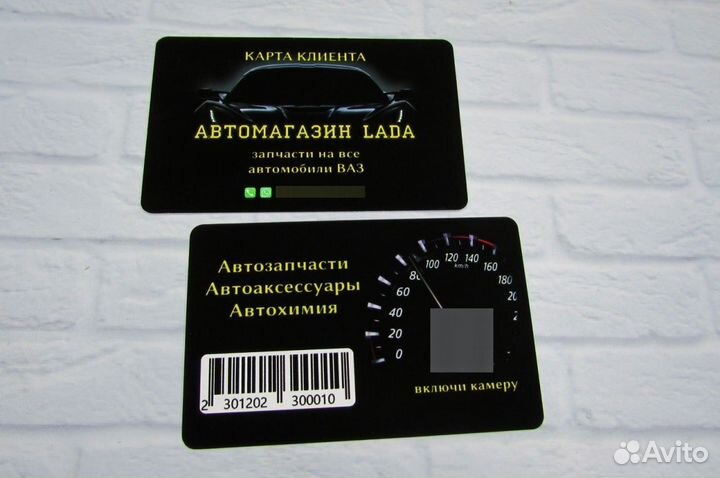 КАРТА КЛИЕНТА
АВТОМАГАЗИН LADA
запчасти на все
автомобили ВАЗ
Автозапчасти
Автоаксессуары
Автохимия
0
20
40
60
80
100
120
140
160
180
km/h
включи камеру
2 301202 300010
Avito